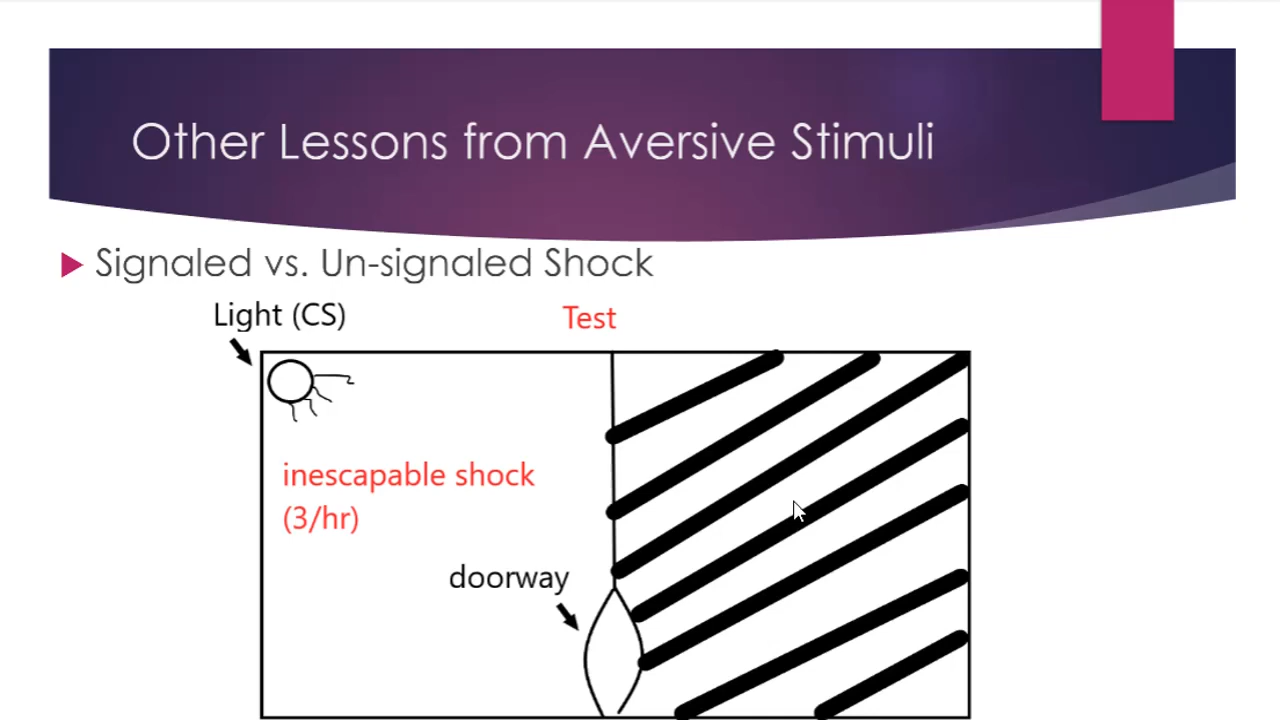 Other Lessons from Aversive Stimuli
Signaled vs. Un-signaled Shock
Light (CS)
Test
inescapable shock
(3/hr)
doorway